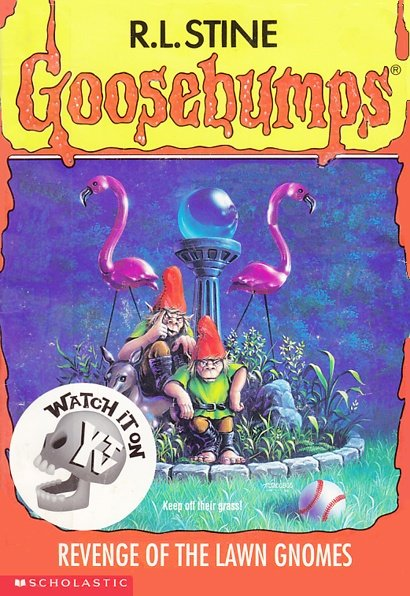 R.L. STINE
Goosebumps®
WATCH IT ON
Keep off their grass!
REVENGE OF THE LAWN GNOMES
SCHOLASTIC